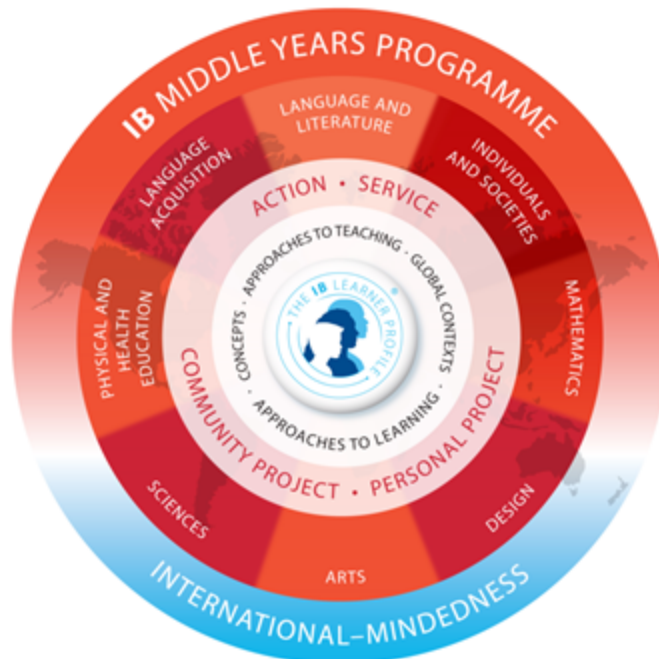 IB MIDDLE YEARS PROGRAMME
LANGUAGE AND
LITERATURE
INDIVIDUALS
AND SOCIETIES
MATHEMATICS
DESIGN
ARTS
SCIENCES
PHYSICAL AND
HEALTH
EDUCATION
LANGUAGE
ACQUISITION
ACTION • SERVICE
COMMUNITY PROJECT • PERSONAL PROJECT
APPROACHES TO TEACHING · GLOBAL CONTEXTS ·
APPROACHES TO LEARNING · CONCEPTS ·
THE IB LEARNER PROFILE ®
INTERNATIONAL–MINDEDNESS